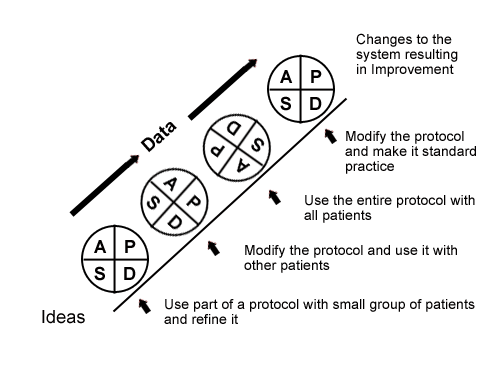 Changes to the
system resulting
in Improvement
A P
S D
Data
D S
P A
Modify the protocol
and make it standard
practice
A P
S D
Use the entire protocol with
all patients
A P
S D
Modify the protocol and use it with
other patients
Use part of a protocol with small group of patients
and refine it
Ideas